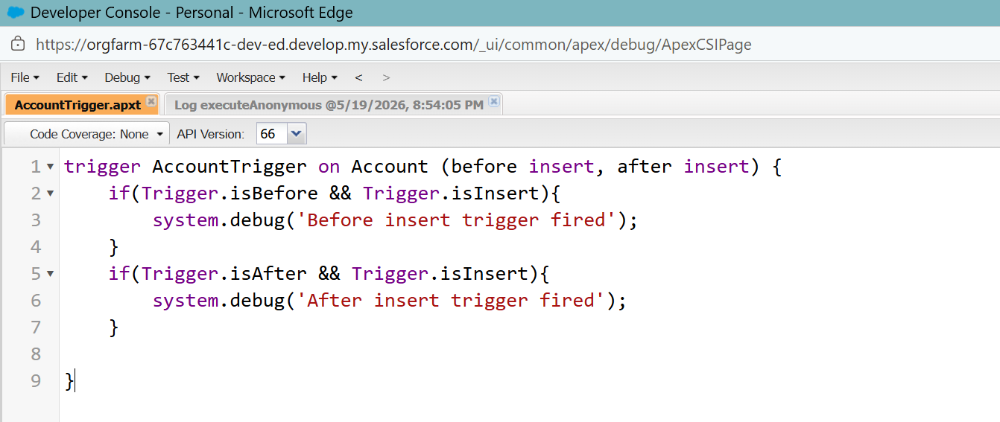 Developer Console - Personal - Microsoft Edge
https://orgfarm-67c763441c-dev-ed.develop.my.salesforce.com/_ui/common/apex/debug/ApexCSIPage
File Edit Debug Test Workspace Help < >
AccountTrigger.apxt Log executeAnonymous @5/19/2026, 8:54:05 PM
Code Coverage: None API Version: 66
1 trigger AccountTrigger on Account (before insert, after insert) {
2     if(Trigger.isBefore && Trigger.isInsert){
3         system.debug('Before insert trigger fired');
4     }
5     if(Trigger.isAfter && Trigger.isInsert){
6         system.debug('After insert trigger fired');
7     }
8
9 }